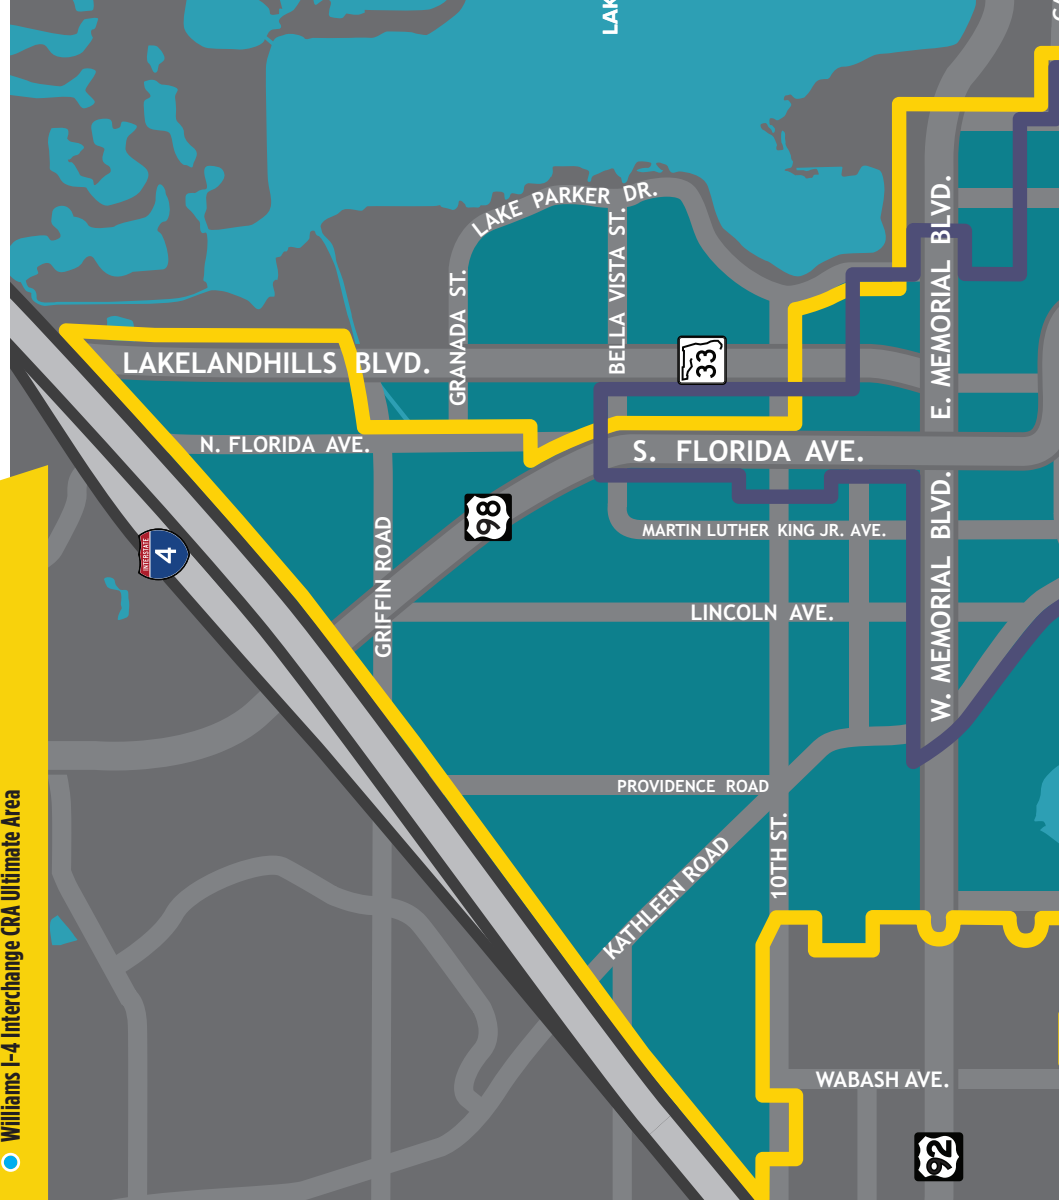 LAK
LAKE PARKER DR.
GRANADA ST.
BELLA VISTA ST.
E. MEMORIAL BLVD.
33
LAKELANDHILLS BLVD.
N. FLORIDA AVE.
S. FLORIDA AVE.
98
INTERSTATE
4
GRIFFIN ROAD
MARTIN LUTHER KING JR. AVE.
LINCOLN AVE.
W. MEMORIAL BLVD.
PROVIDENCE ROAD
10TH ST.
KATHLEEN ROAD
WABASH AVE.
92
Williams I-4 Interchange CRA Ultimate Area